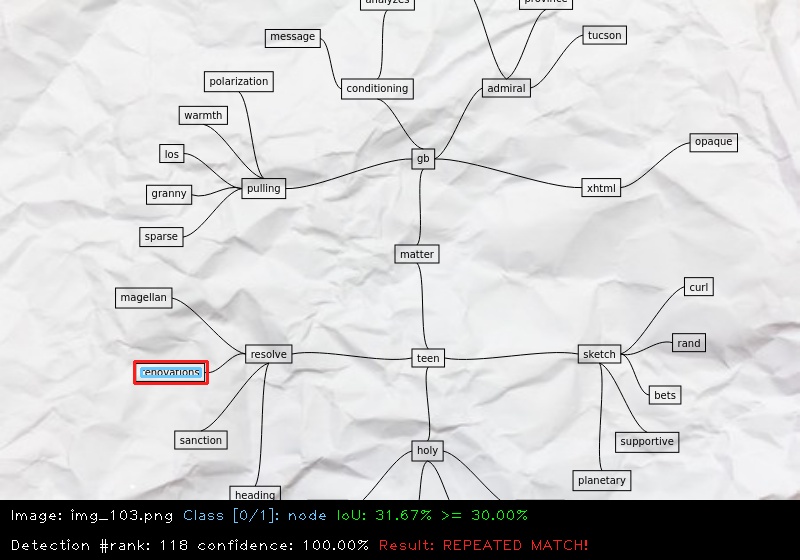 analyzes
province
message
tucson
polarization
conditioning
admiral
warmth
opaque
los
gb
granny
pulling
xhtml
sparse
matter
magellan
curl
rand
resolve
teen
sketch
renovations
bets
sanction
supportive
holy
planetary
heading
Image: img_103.png Class [0/1]: node IoU: 31.67% >= 30.00%
Detection #rank: 118 confidence: 100.00% Result: REPEATED MATCH!